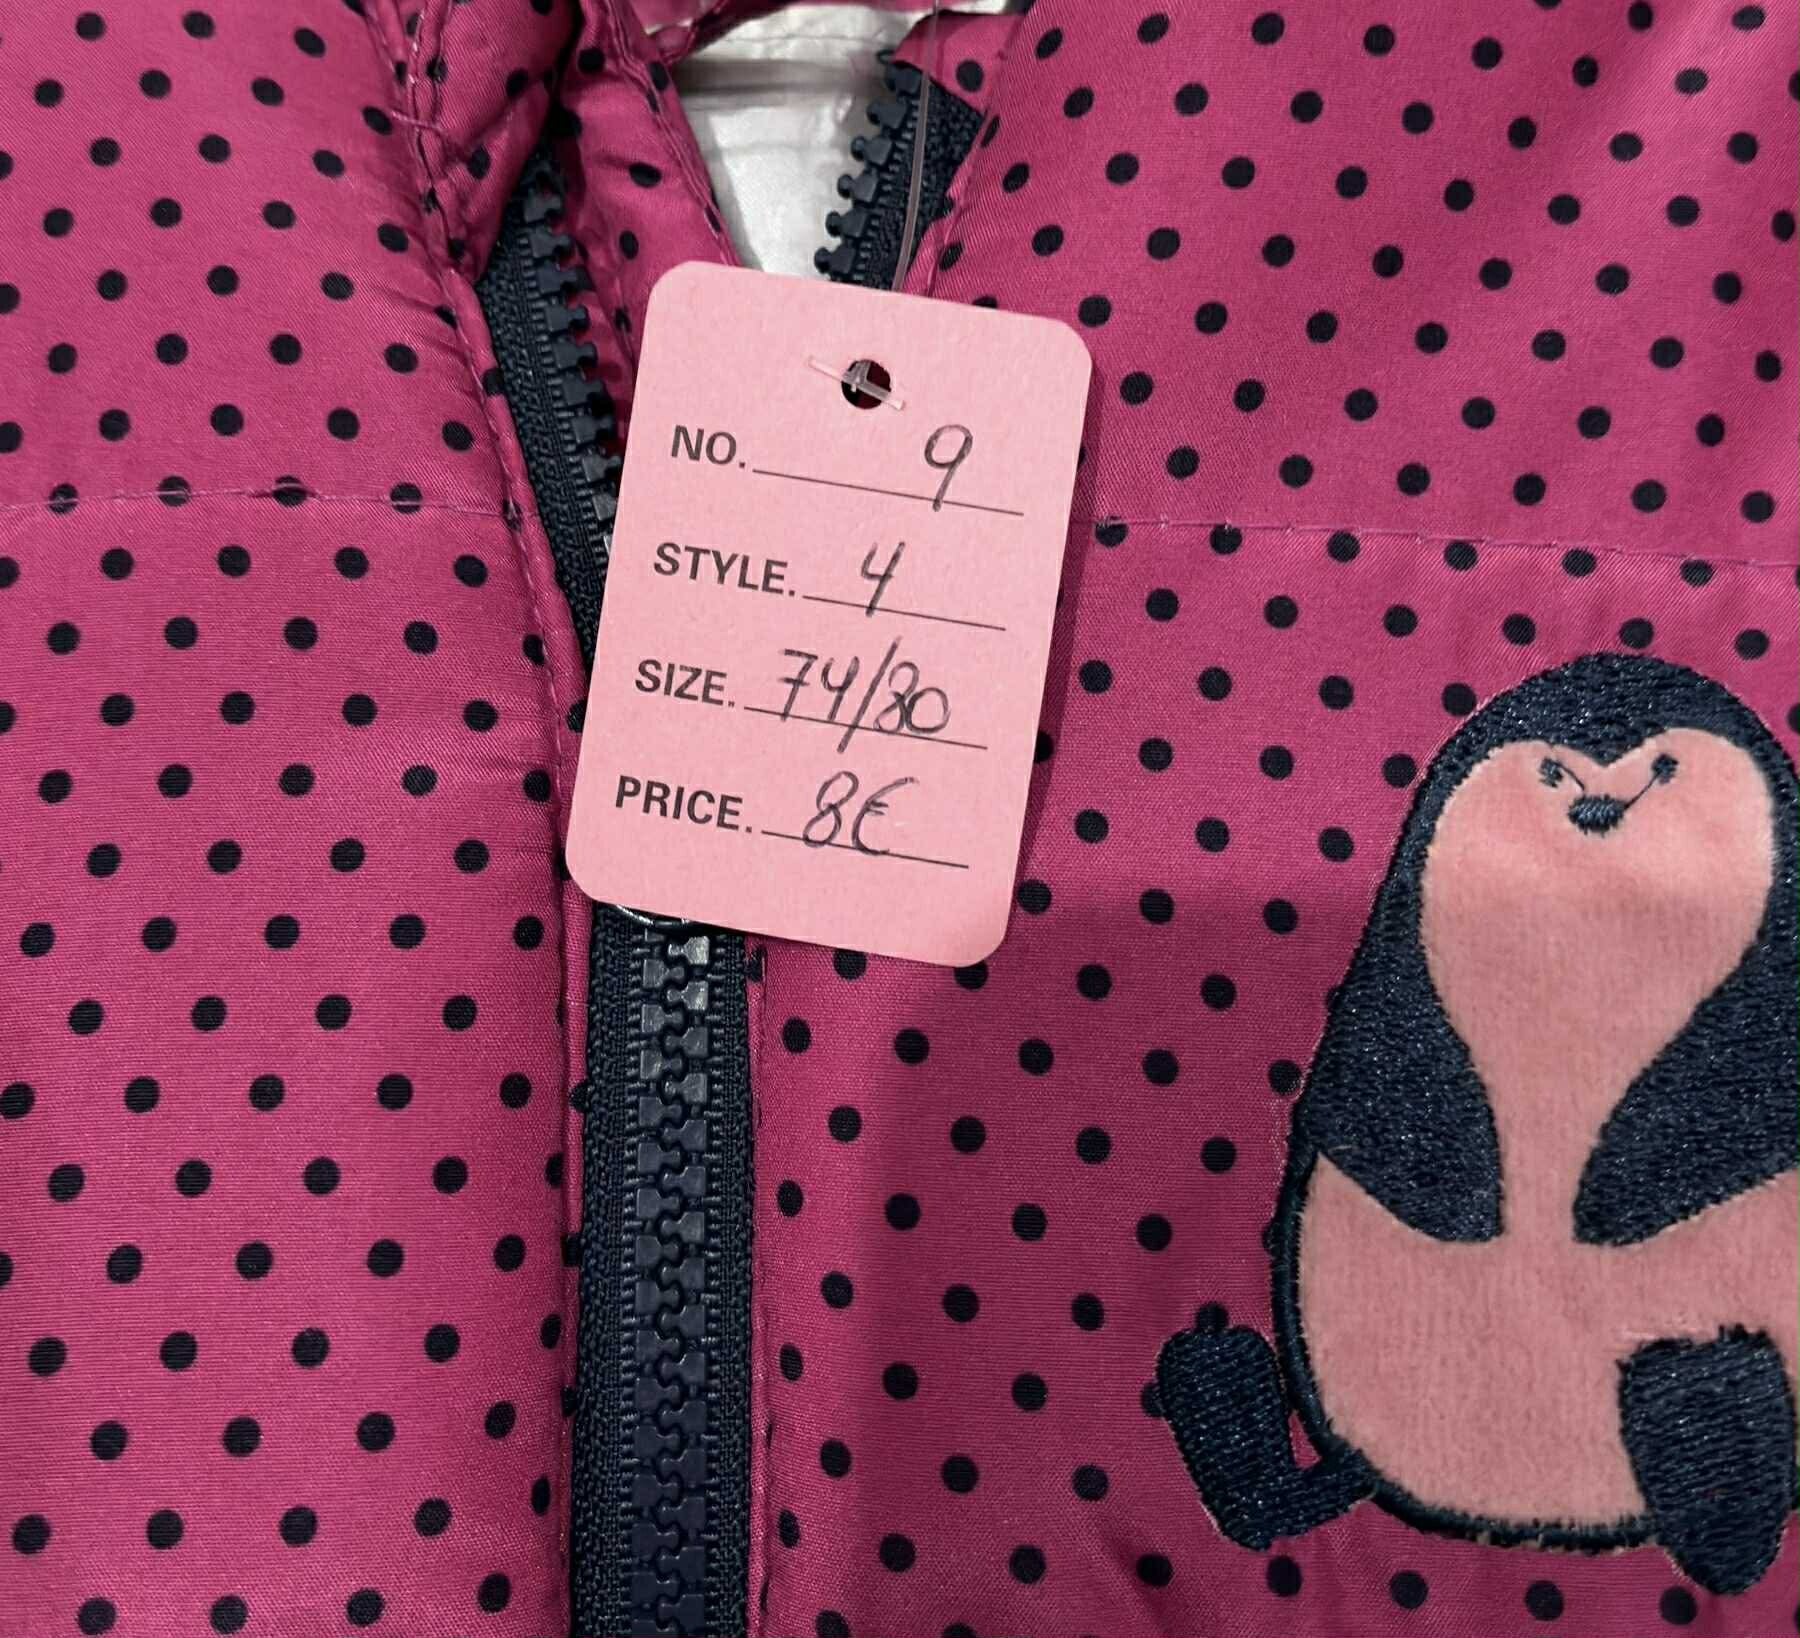 NO. 9
STYLE. 4
SIZE. 74/80
PRICE. 8€